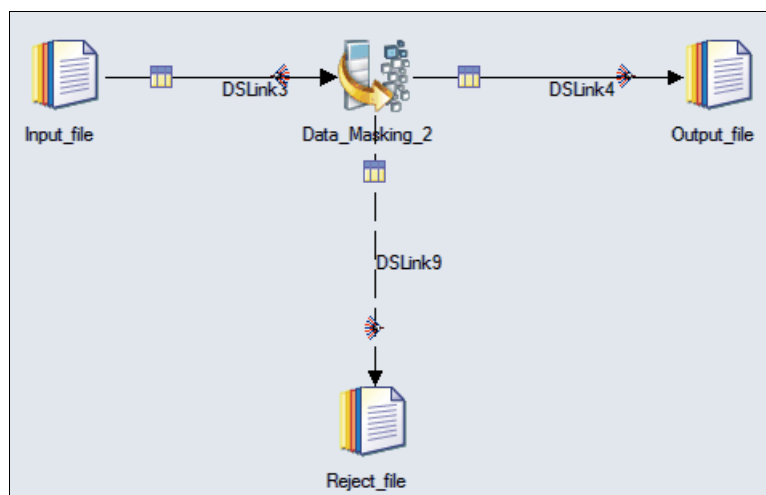 DSLink3
DSLink4
Input_file
Data_Masking_2
Output_file
DSLink9
Reject_file